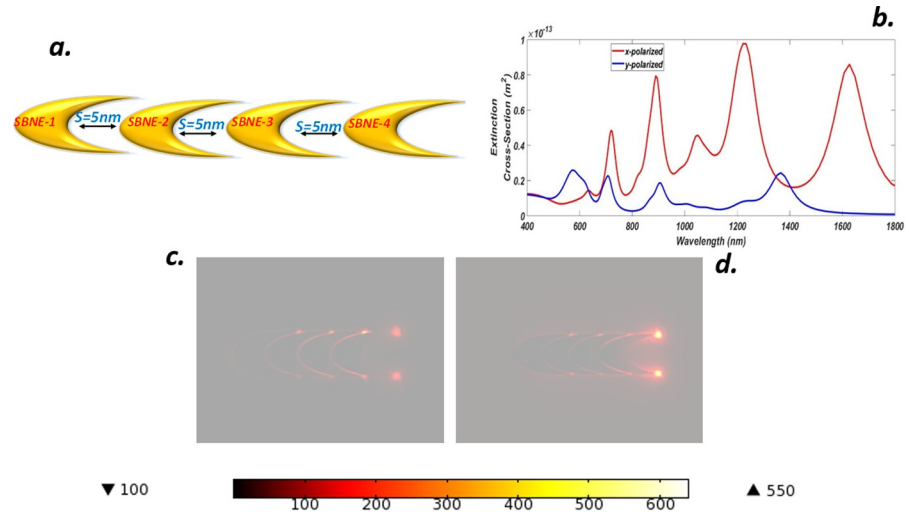 a.
SBNE-1
S=5nm
SBNE-2
S=5nm
SBNE-3
S=5nm
SBNE-4
b.
×10⁻¹³
x-polarized
y-polarized
Extinction
Cross-Section (m²)
1
0.8
0.6
0.4
0.2
0
400 600 800 1000 1200 1400 1600 1800
Wavelength (nm)
c.
d.
▼ 100
100 200 300 400 500 600
▲ 550